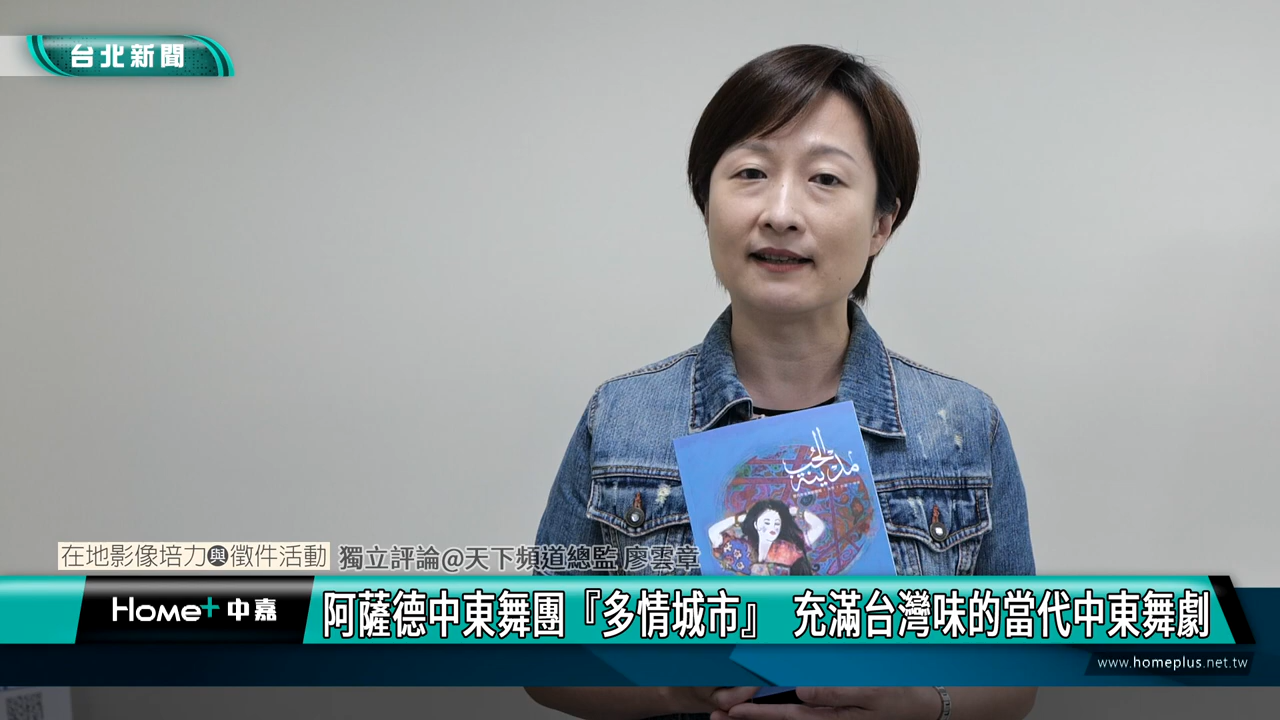 台北新聞
مدينة الحب
在地影像培力與徵件活動
獨立評論@天下頻道總監 廖雲章
Home+ 中嘉
阿薩德中東舞團『多情城市』 充滿台灣味的當代中東舞劇
www.homeplus.net.tw